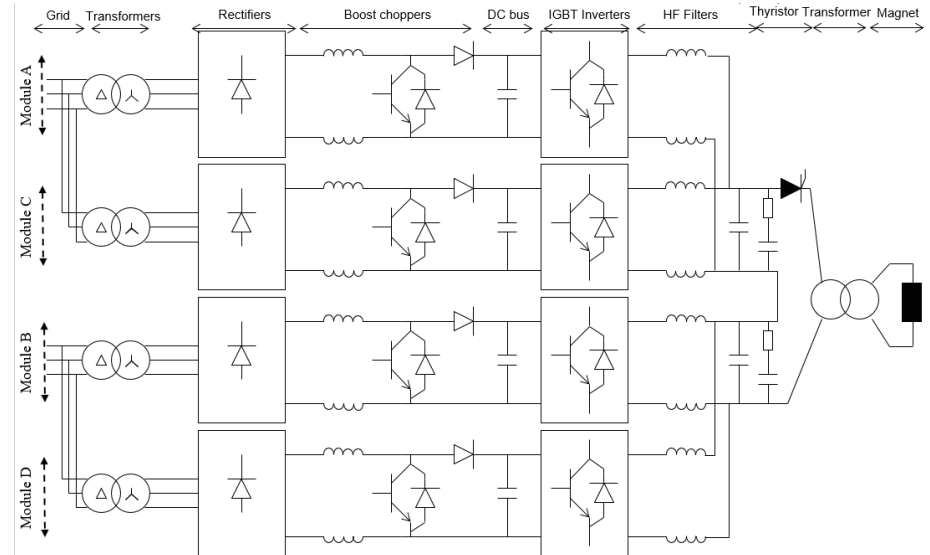 Grid
Transformers
Rectifiers
Boost choppers
DC bus
IGBT Inverters
HF Filters
Thyristor
Transformer
Magnet
Module A
Module C
Module B
Module D